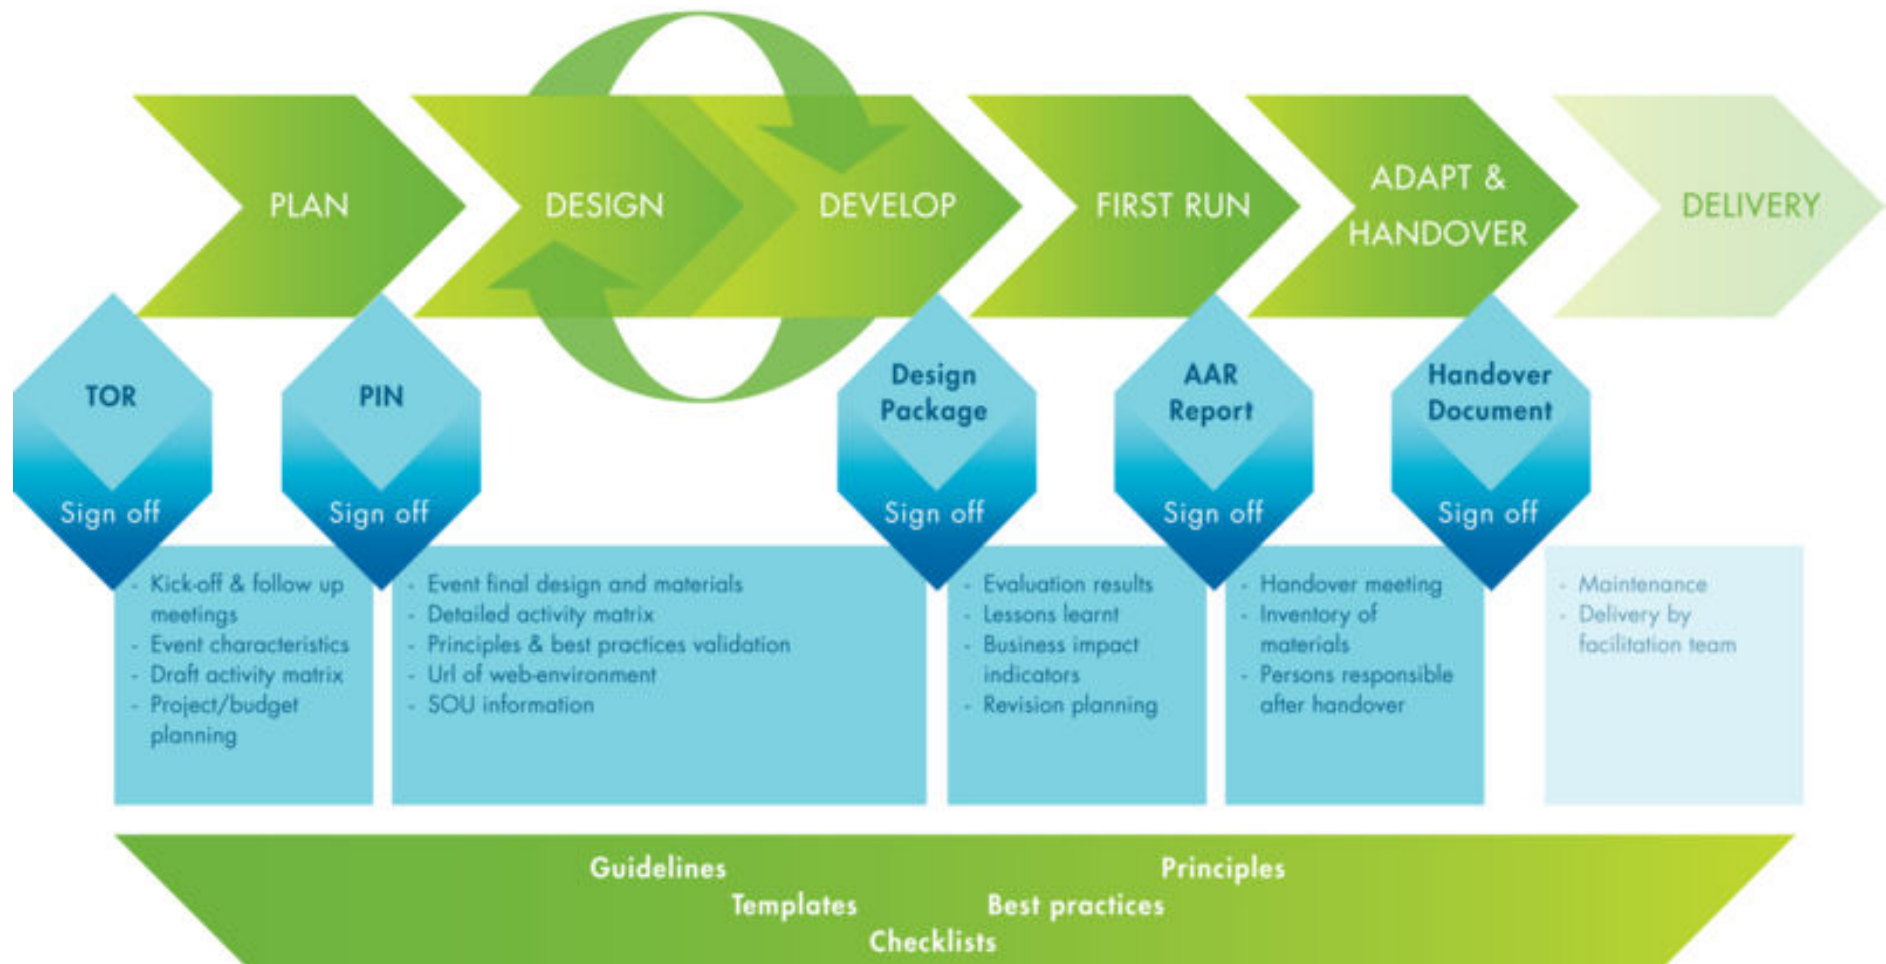 PLAN
DESIGN
DEVELOP
FIRST RUN
ADAPT &
HANDOVER
DELIVERY
TOR
Sign off
PIN
Sign off
Design
Package
Sign off
AAR
Report
Sign off
Handover
Document
Sign off
- Kick-off & follow up
meetings
- Event characteristics
- Draft activity matrix
- Project/budget
planning
- Event final design and materials
- Detailed activity matrix
- Principles & best practices validation
- Url of web-environment
- SOU information
- Evaluation results
- Lessons learnt
- Business impact
indicators
- Revision planning
- Handover meeting
- Inventory of
materials
- Persons responsible
after handover
- Maintenance
- Delivery by
facilitation team
Guidelines
Principles
Templates
Best practices
Checklists